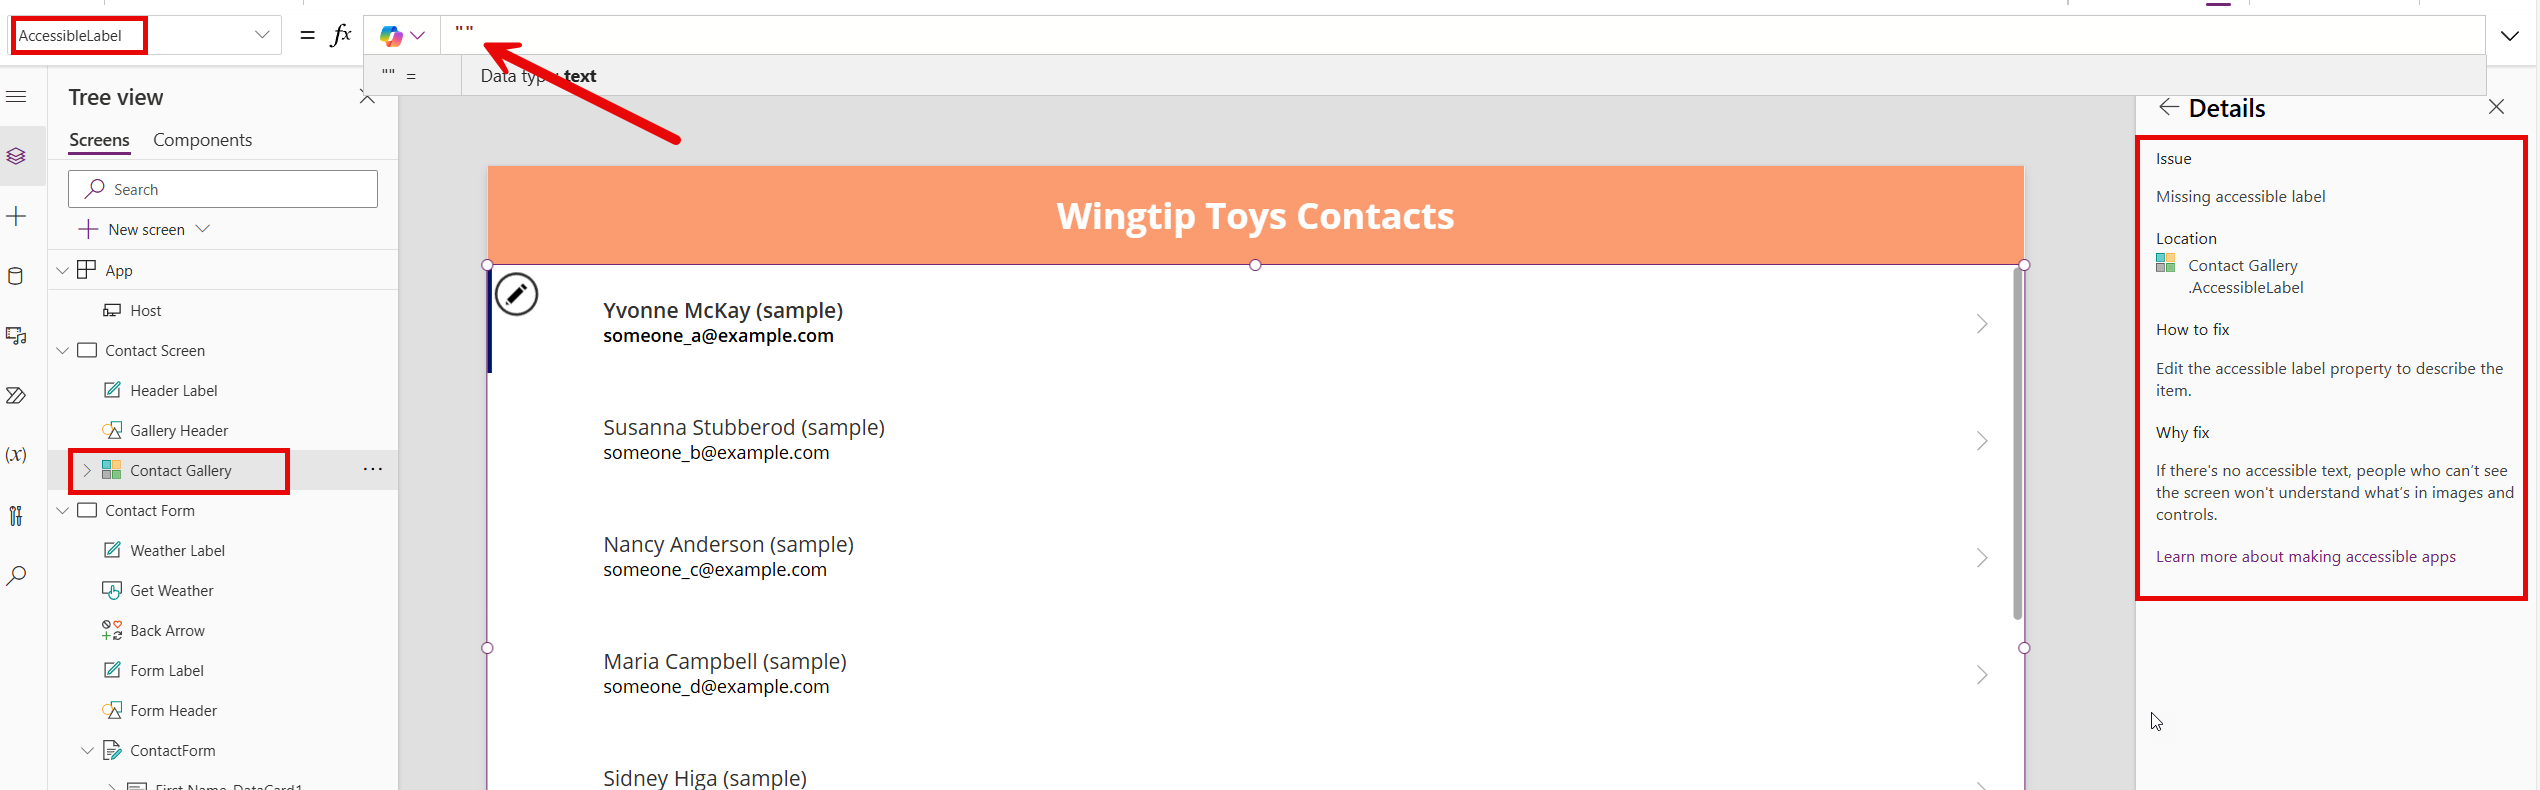 AccessibleLabel
= fx
""
"" =
Data type: text
Tree view
Screens
Components
Search
New screen
App
Host
Contact Screen
Header Label
Gallery Header
Contact Gallery
Contact Form
Weather Label
Get Weather
Back Arrow
Form Label
Form Header
ContactForm
First Name_DataCard1
(x)
Wingtip Toys Contacts
Yvonne McKay (sample)
someone_a@example.com
Susanna Stubberod (sample)
someone_b@example.com
Nancy Anderson (sample)
someone_c@example.com
Maria Campbell (sample)
someone_d@example.com
Sidney Higa (sample)
Details
Issue
Missing accessible label
Location
Contact Gallery
.AccessibleLabel
How to fix
Edit the accessible label property to describe the
item.
Why fix
If there's no accessible text, people who can't see
the screen won't understand what's in images and
controls.
Learn more about making accessible apps